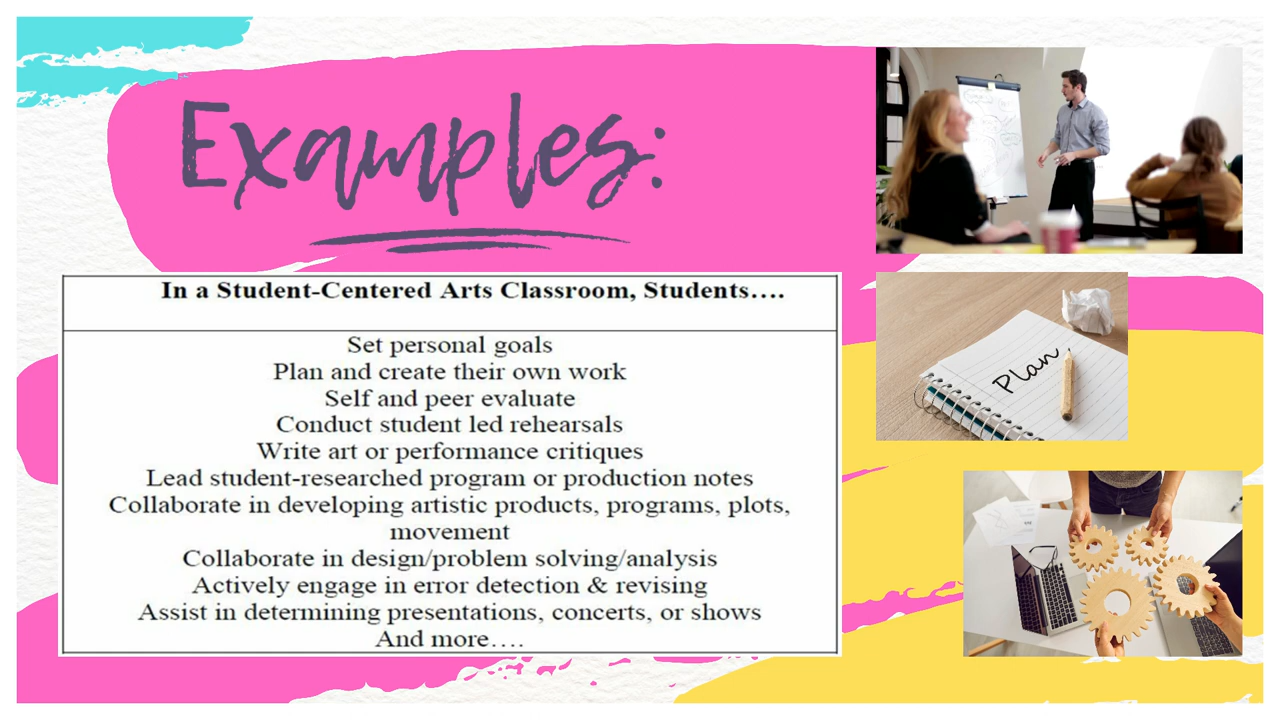 Examples:
In a Student-Centered Arts Classroom, Students….
Set personal goals
Plan and create their own work
Self and peer evaluate
Conduct student led rehearsals
Write art or performance critiques
Lead student-researched program or production notes
Collaborate in developing artistic products, programs, plots,
movement
Collaborate in design/problem solving/analysis
Actively engage in error detection & revising
Assist in determining presentations, concerts, or shows
And more….
Plan